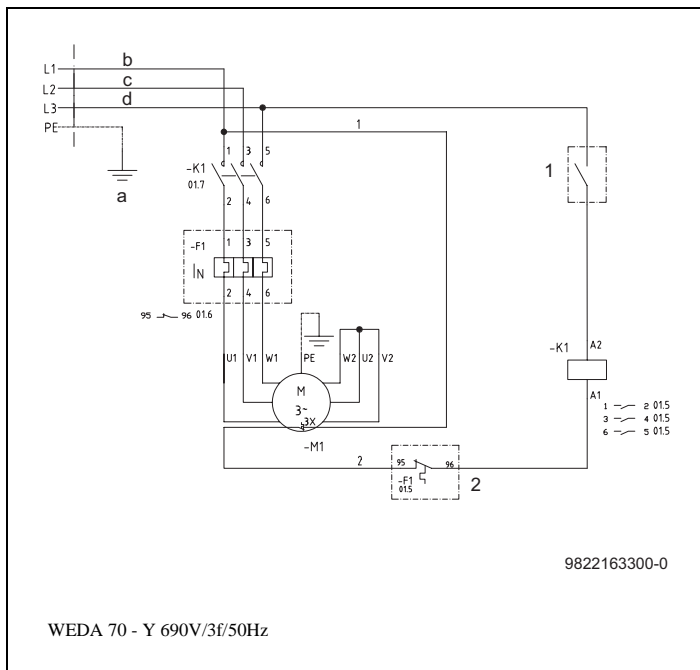 b
L1
c
L2
d
L3
PE
1
a
1 3 5
-K1
01.7
2 4 6
1
-F1
1 3 5
IN
2 4 6
95 96 01.6
U1 V1 W1 PE W2 U2 V2
M
3~
3X
-M1
-K1
A2
A1
1 2 01.5
3 4 01.5
6 5 01.5
2
95 96
-F1
01.5
2
9822163300-0
WEDA 70 - Y 690V/3f/50Hz